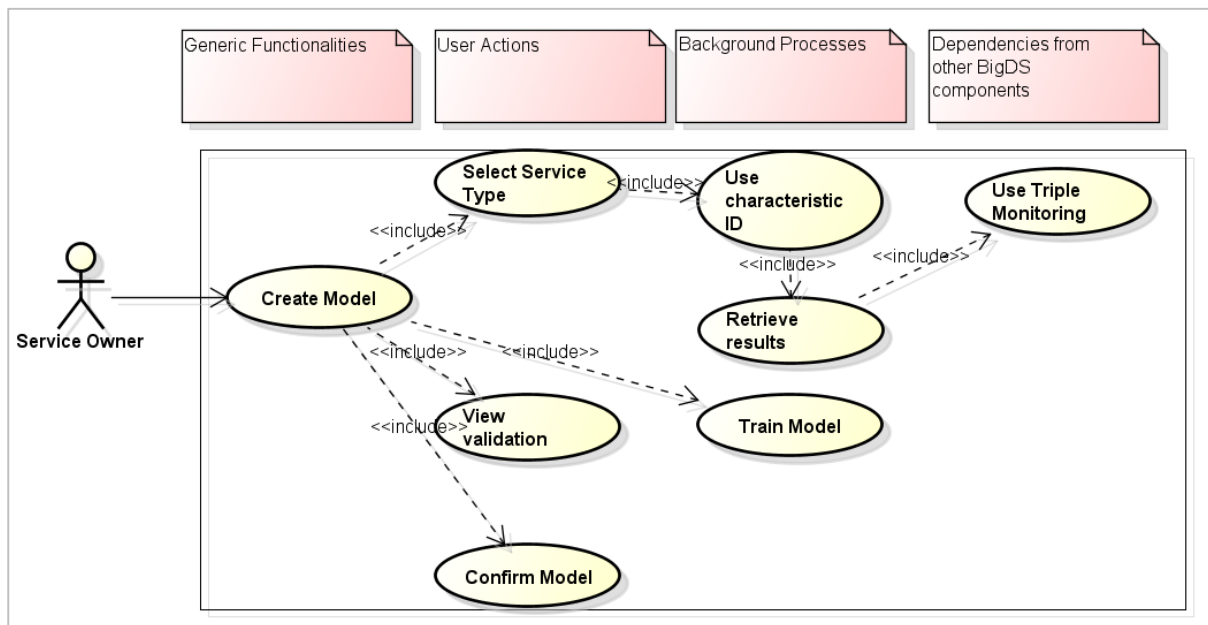 Generic Functionalities
User Actions
Background Processes
Dependencies from
other BigDS
components
Select Service
Type
<<include>>
Use
characteristic
ID
Use Triple
Monitoring
<<include>>
<<include>>
<<include>>
Create Model
Service Owner
Retrieve
results
<<include>>
<<include>>
View
validation
<<include>>
Train Model
Confirm Model